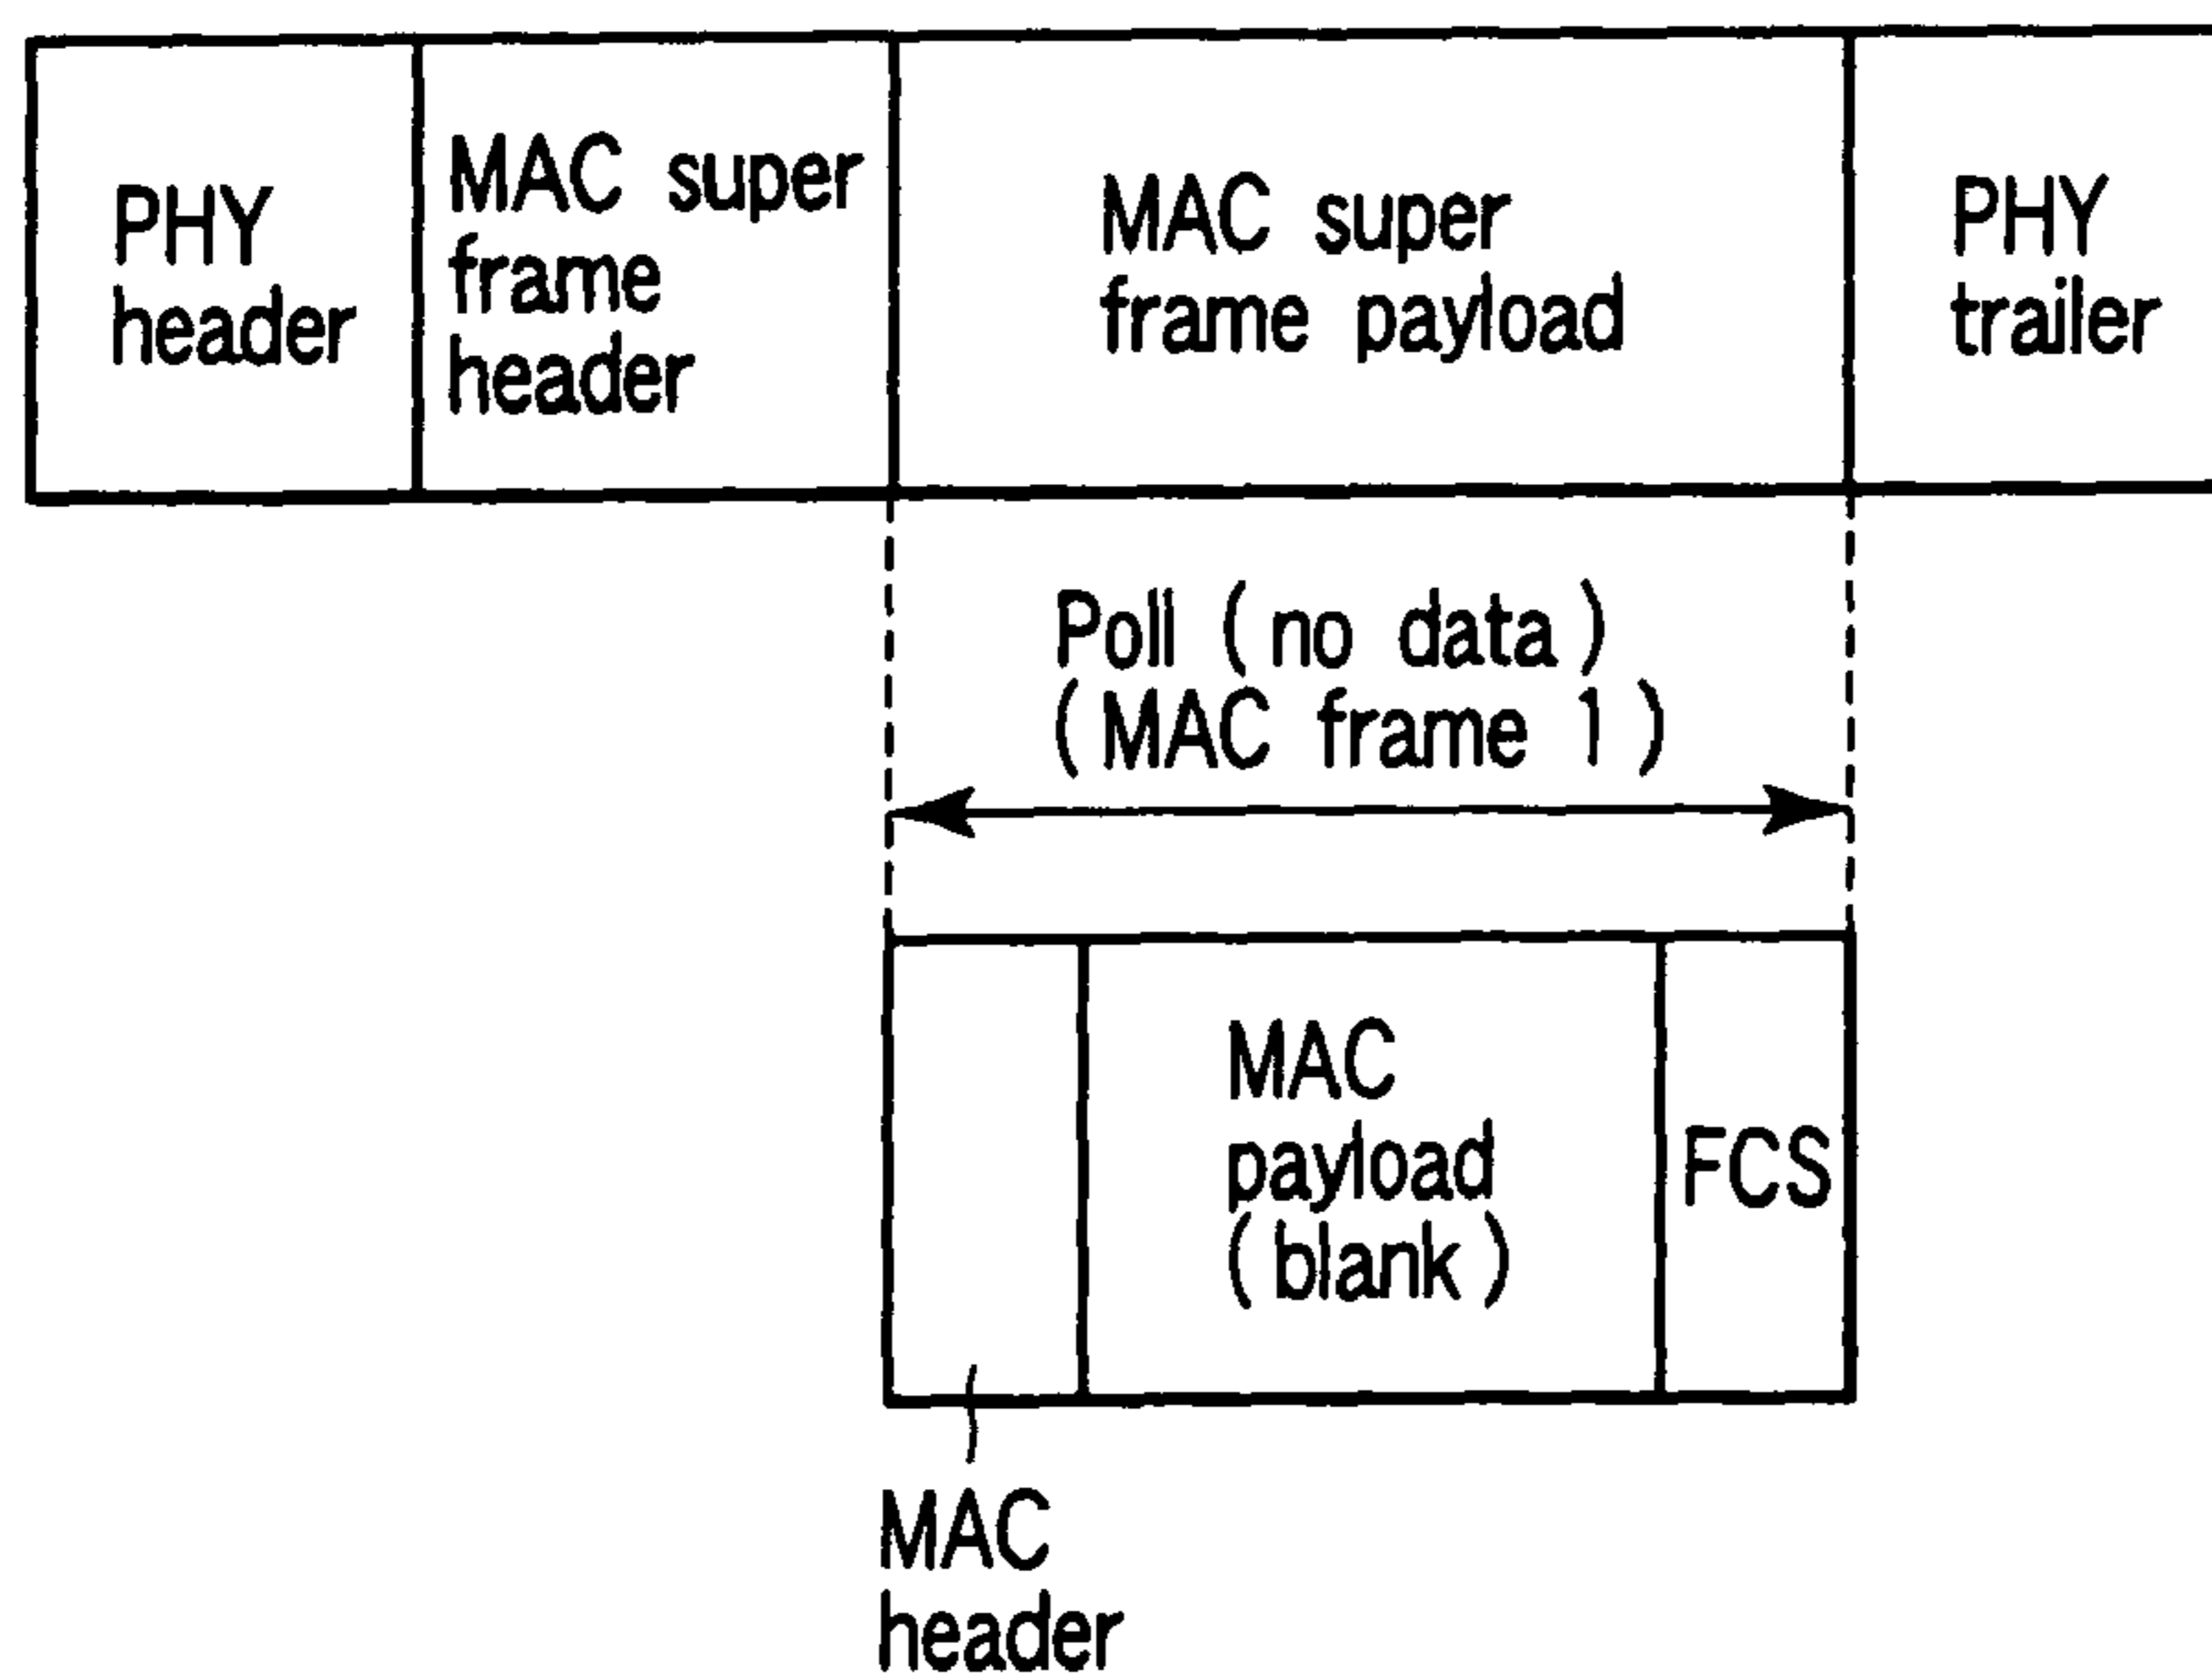 PHY
header
MAC super
frame
header
MAC super
frame payload
PHY
trailer
Poll (no data)
(MAC frame 1)
MAC
payload
(blank)
FCS
MAC
header